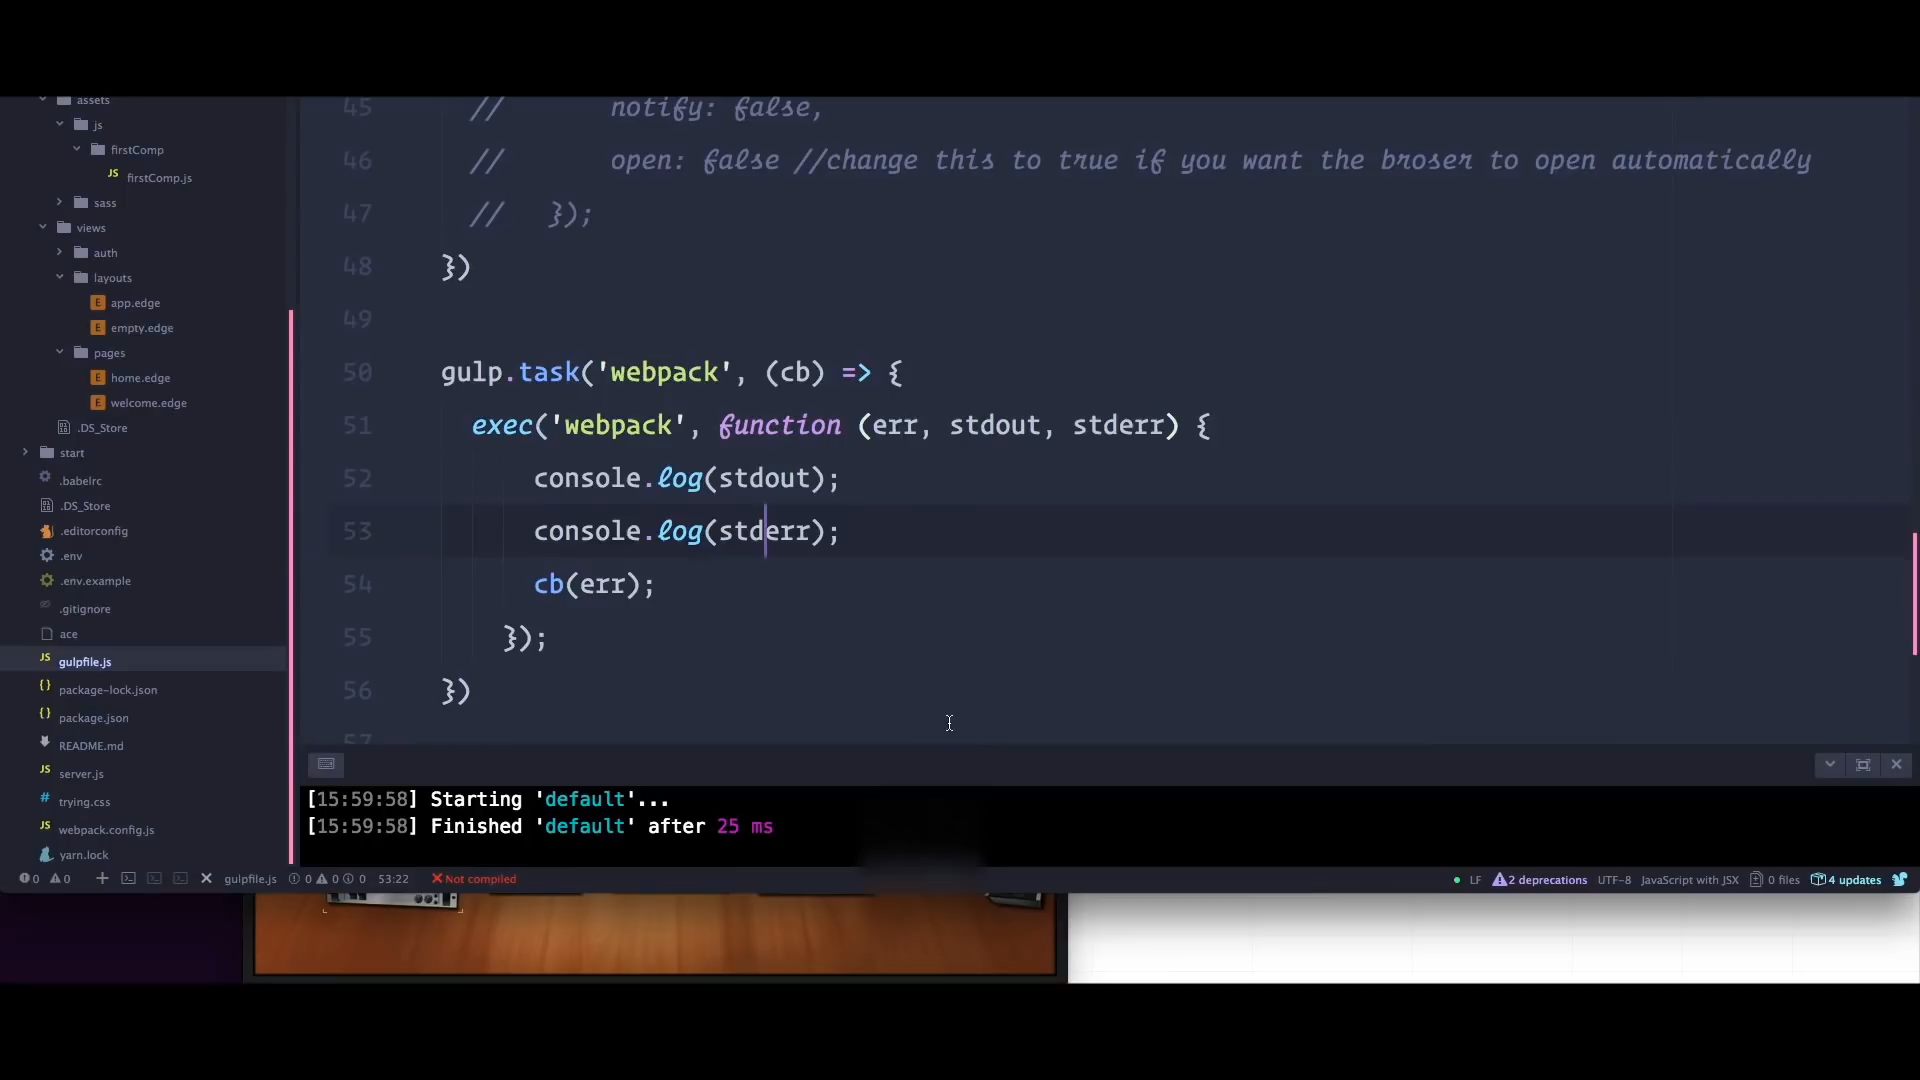 assets
js
firstComp
JS firstComp.js
sass
views
auth
layouts
E app.edge
E empty.edge
pages
E home.edge
E welcome.edge
.DS_Store
start
.babelrc
.DS_Store
.editorconfig
.env
.env.example
.gitignore
ace
JS gulpfile.js
{} package-lock.json
{} package.json
README.md
JS server.js
# trying.css
JS webpack.config.js
yarn.lock
45 // notify: false,
46 // open: false //change this to true if you want the broser to open automatically
47 // });
48 })
49
50 gulp.task('webpack', (cb) => {
51 exec('webpack', function (err, stdout, stderr) {
52 console.log(stdout);
53 console.log(stderr);
54 cb(err);
55 });
56 })
57
[15:59:58] Starting 'default'...
[15:59:58] Finished 'default' after 25 ms
0 0 gulpfile.js 0 0 0 53:22 Not compiled LF 2 deprecations UTF-8 JavaScript with JSX 0 files 4 updates